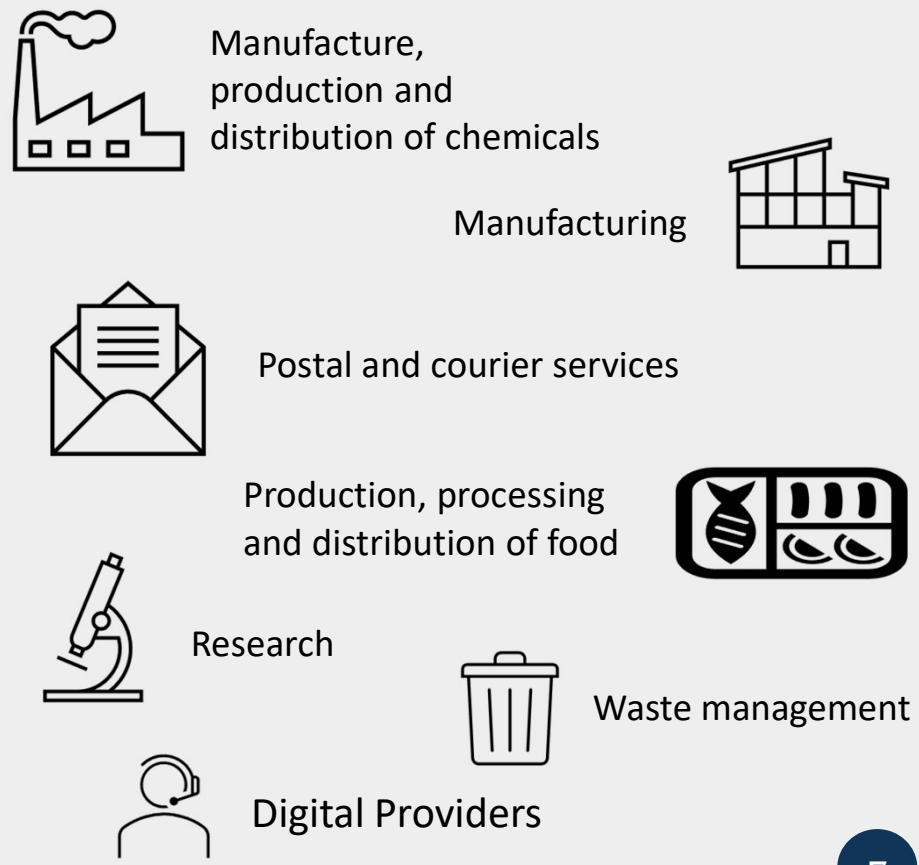 Manufacture,
production and
distribution of chemicals
Manufacturing
Postal and courier services
Production, processing
and distribution of food
Research
Waste management
Digital Providers